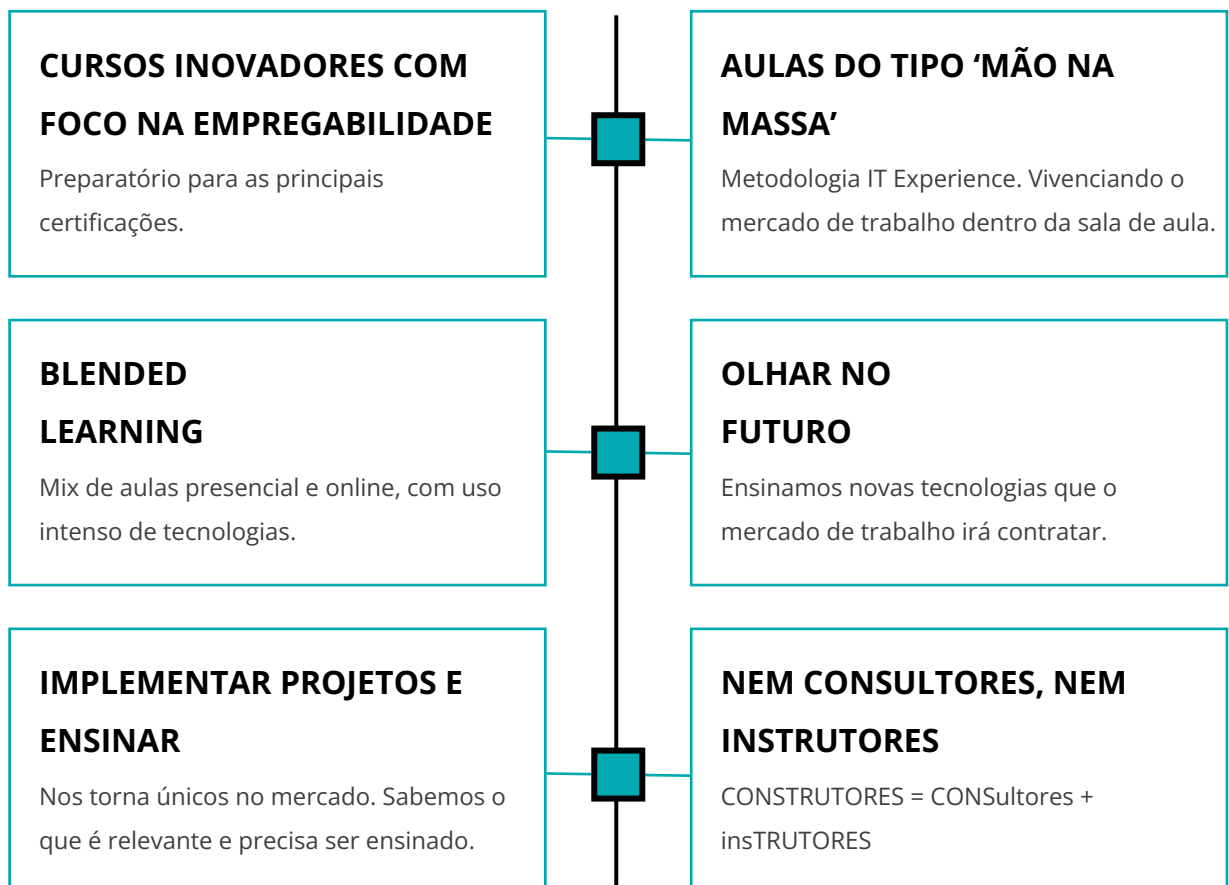 CURSOS INOVADORES COM
FOCO NA EMPREGABILIDADE
Preparatório para as principais
certificações.
AULAS DO TIPO ‘MÃO NA
MASSA’
Metodologia IT Experience. Vivenciando o
mercado de trabalho dentro da sala de aula.
BLENDED
LEARNING
Mix de aulas presencial e online, com uso
intenso de tecnologias.
OLHAR NO
FUTURO
Ensinamos novas tecnologias que o
mercado de trabalho irá contratar.
IMPLEMENTAR PROJETOS E
ENSINAR
Nos torna únicos no mercado. Sabemos o
que é relevante e precisa ser ensinado.
NEM CONSULTORES, NEM
INSTRUTORES
CONSTRUTORES = CONSultores +
insTRUTORES